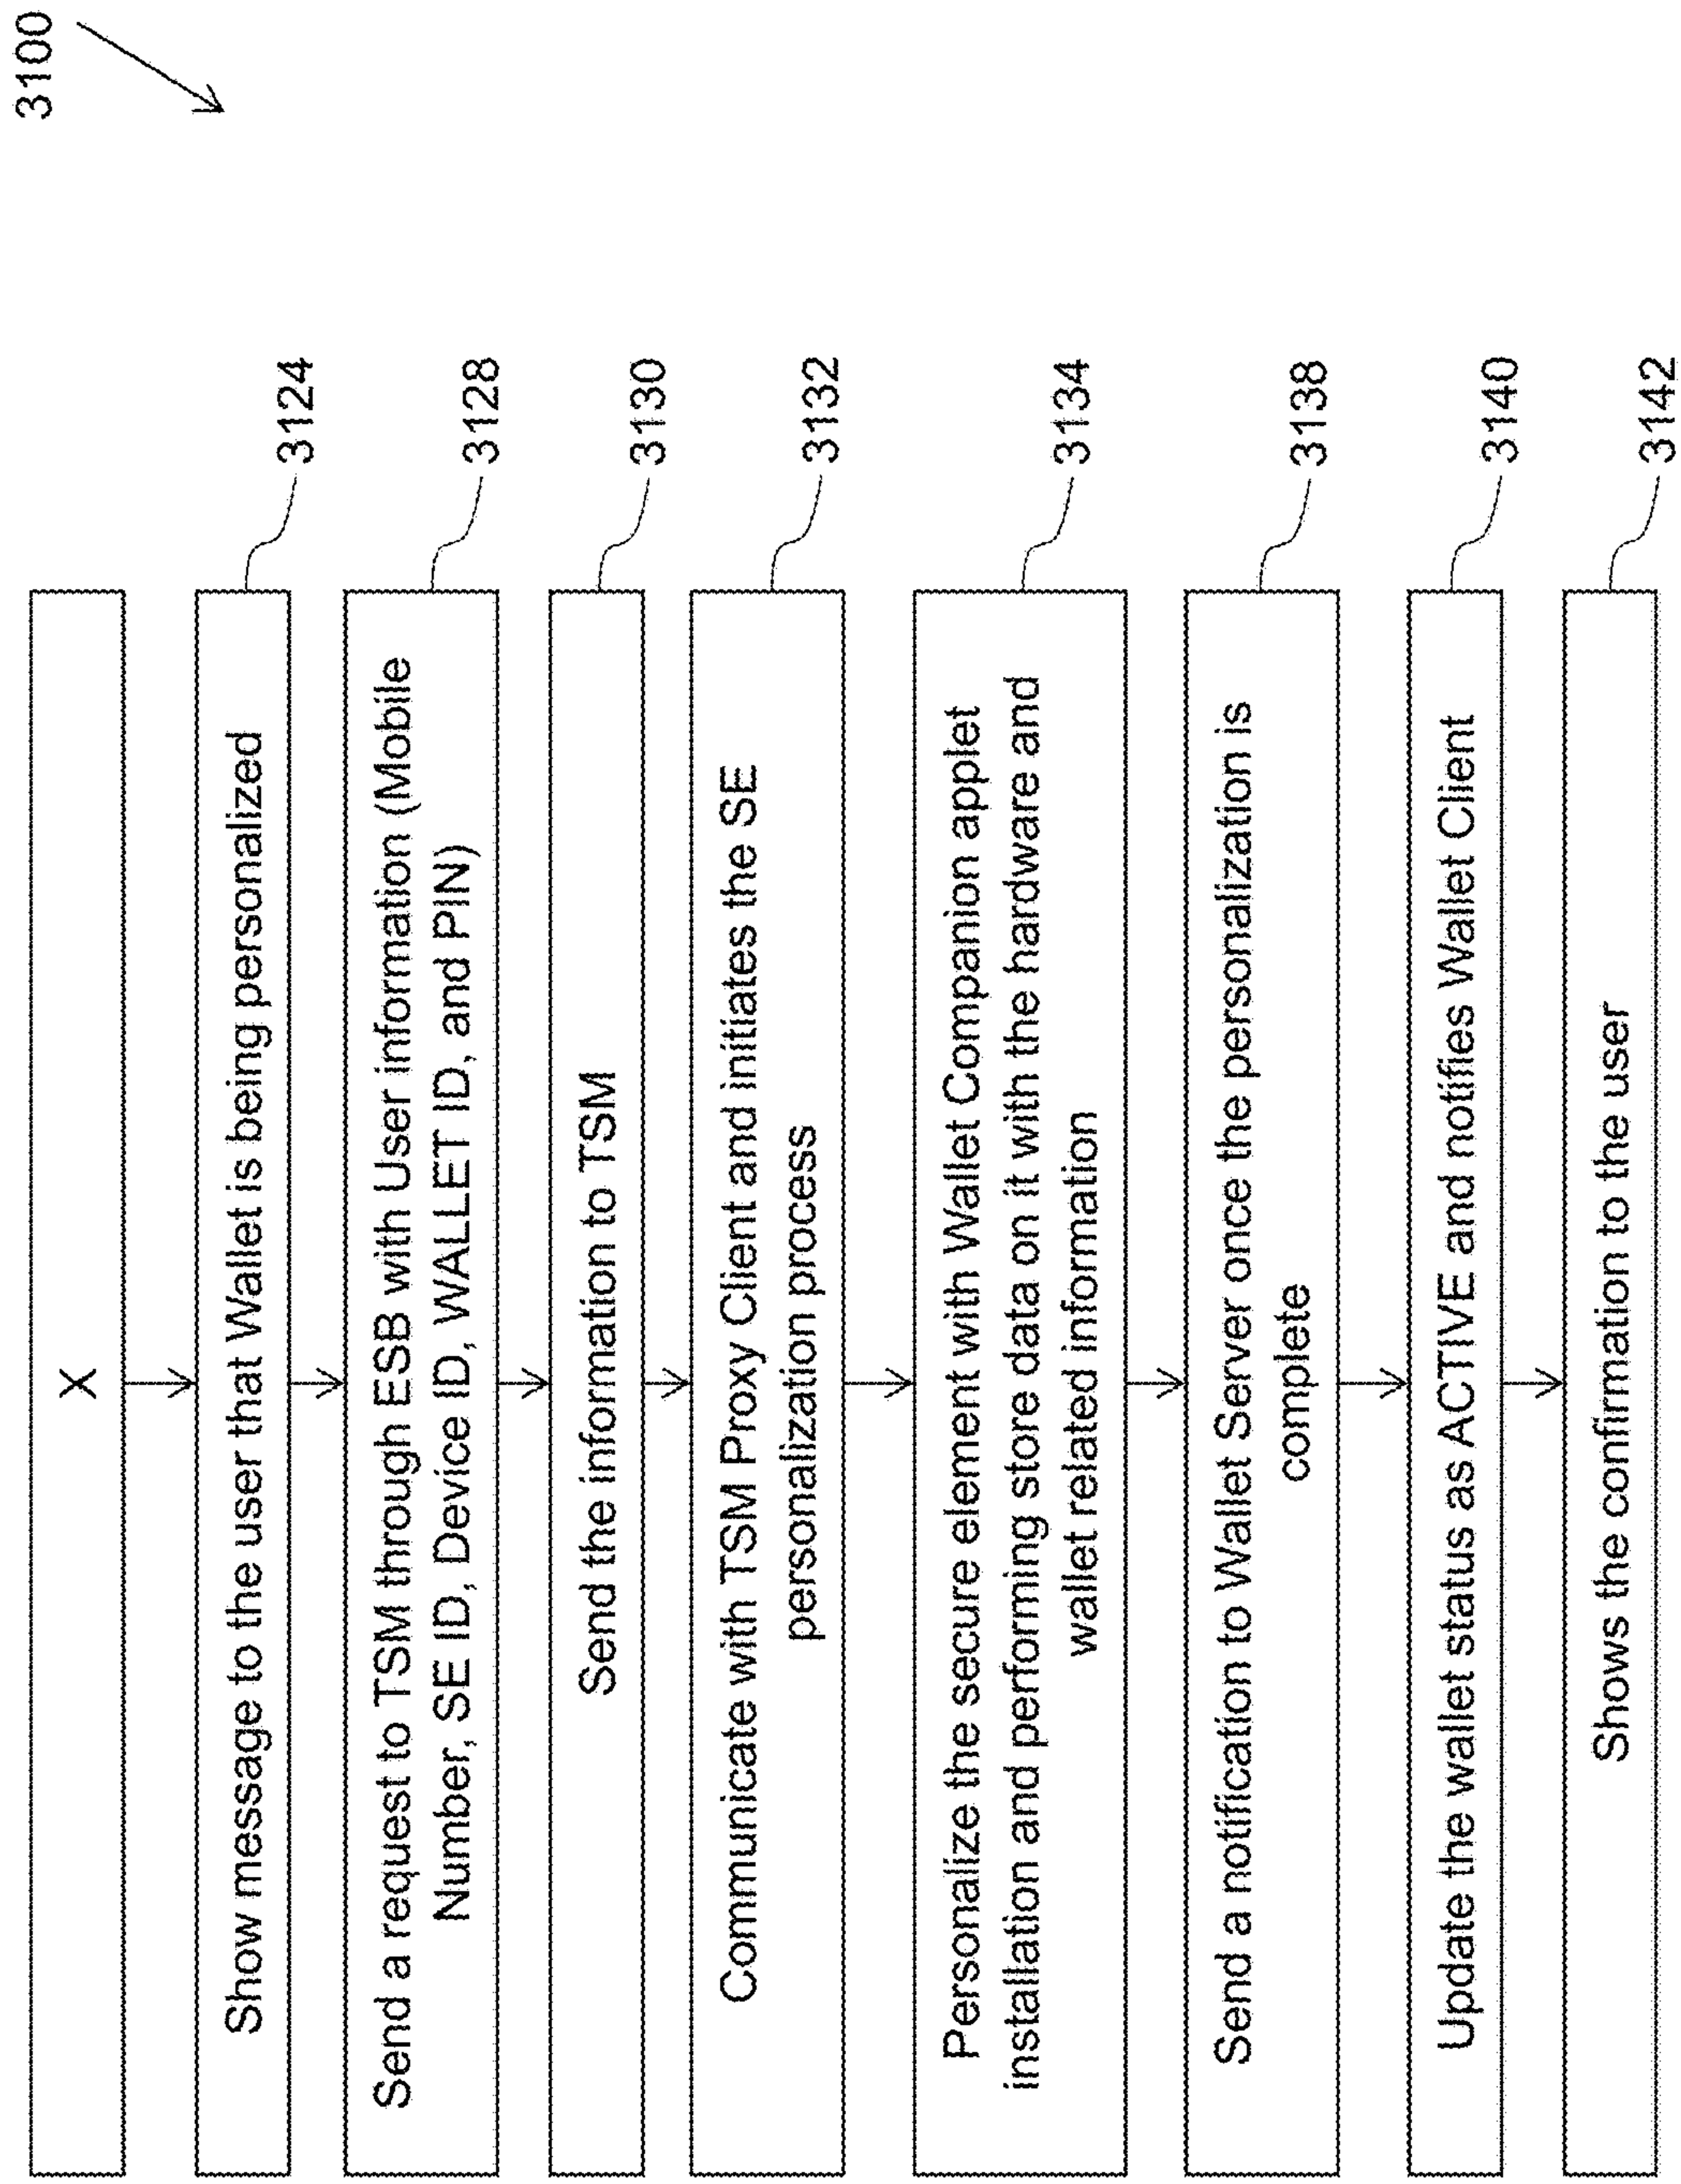 3100
X
Show message to the user that Wallet is being personalized
3124
Send a request to TSM through ESB with User information (Mobile
Number, SE ID, Device ID, WALLET ID, and PIN)
3128
Send the information to TSM
3130
Communicate with TSM Proxy Client and initiates the SE
personalization process
3132
Personalize the secure element with Wallet Companion applet
installation and performing store data on it with the hardware and
wallet related information
3134
Send a notification to Wallet Server once the personalization is
complete
3138
Update the wallet status as ACTIVE and notifies Wallet Client
3140
Shows the confirmation to the user
3142